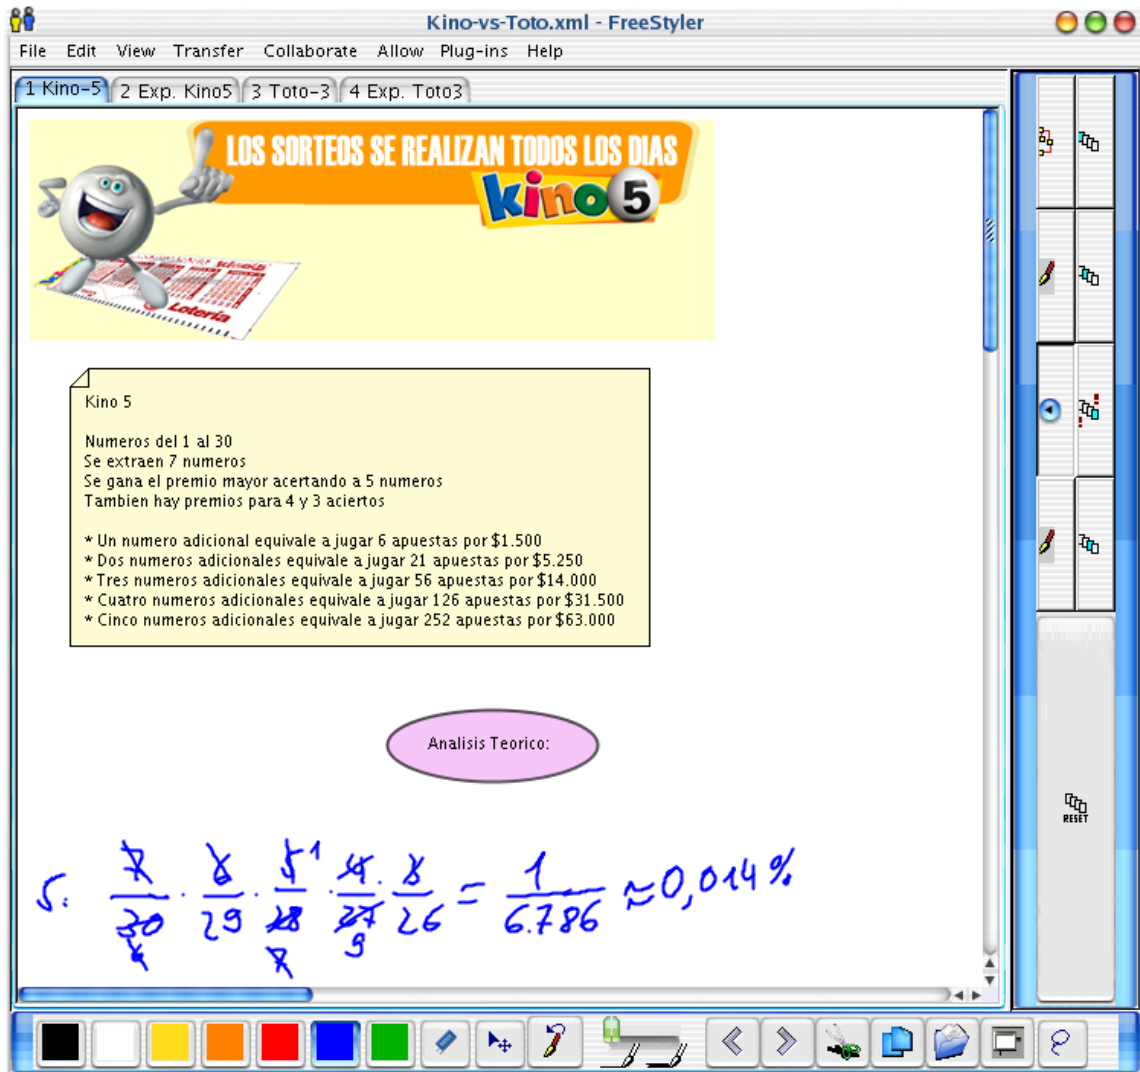 Kino-vs-Toto.xml - FreeStyler
File Edit View Transfer Collaborate Allow Plug-ins Help
1 Kino-5 2 Exp. Kino5 3 Toto-3 4 Exp. Toto3
LOS SORTEOS SE REALIZAN TODOS LOS DIAS
kino 5
Loteria
Kino 5
Numeros del 1 al 30
Se extraen 7 numeros
Se gana el premio mayor acertando a 5 numeros
Tambien hay premios para 4 y 3 aciertos
* Un numero adicional equivale a jugar 6 apuestas por $1.500
* Dos numeros adicionales equivale a jugar 21 apuestas por $5.250
* Tres numeros adicionales equivale a jugar 56 apuestas por $14.000
* Cuatro numeros adicionales equivale a jugar 126 apuestas por $31.500
* Cinco numeros adicionales equivale a jugar 252 apuestas por $63.000
Analisis Teorico:
5. 7/30 · 6/29 · 5/28 · 4/27 · 3/26 = 1/6.786 ≈ 0,014 %
RESET